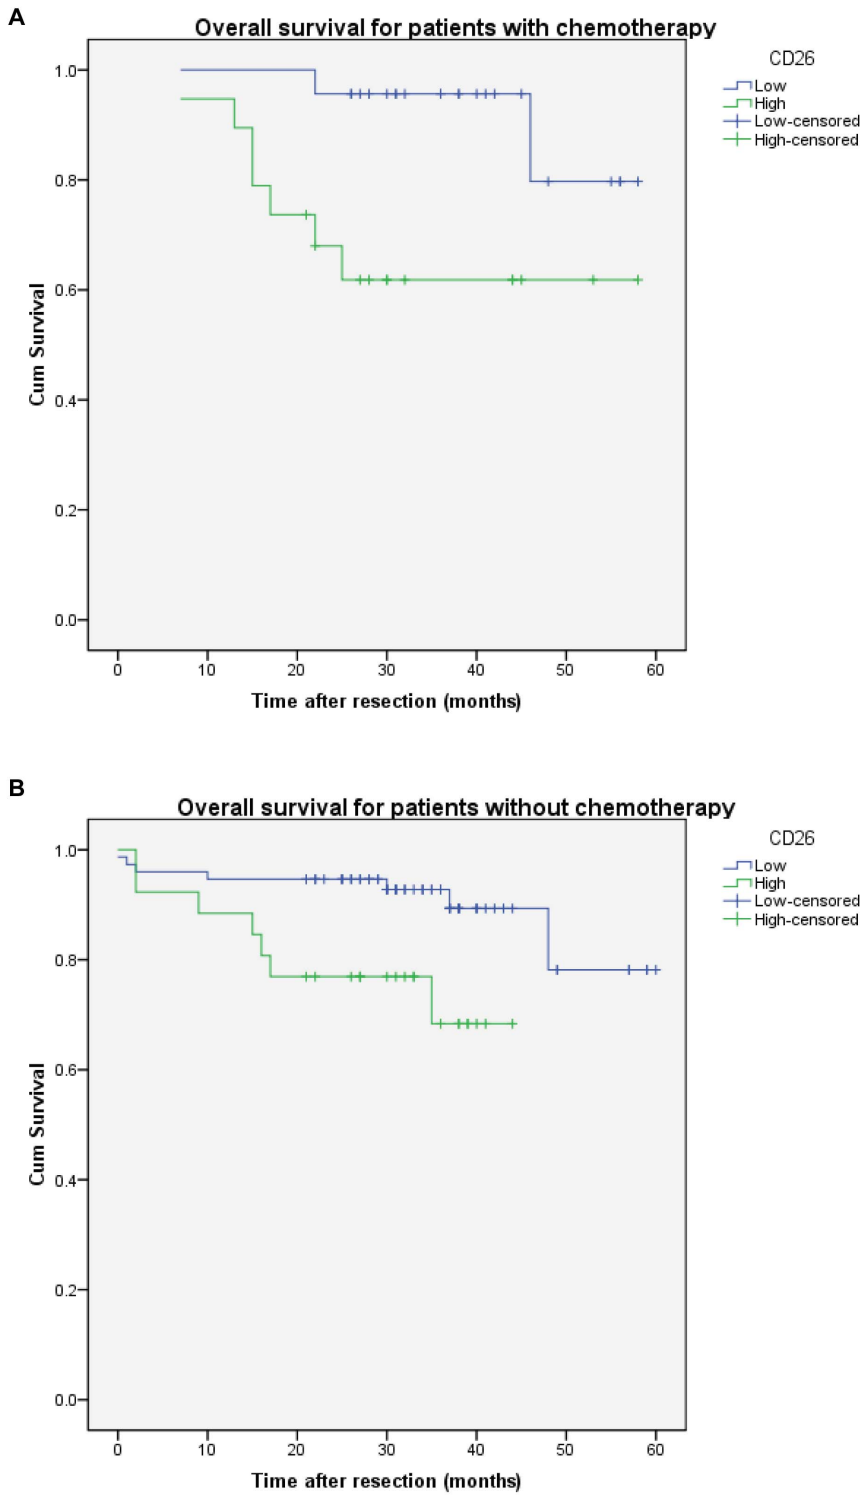 A
Overall survival for patients with chemotherapy
CD26
Low
High
Low-censored
High-censored
1.0
0.8
0.6
0.4
0.2
0.0
Cum Survival
0 10 20 30 40 50 60
Time after resection (months)
B
Overall survival for patients without chemotherapy
CD26
Low
High
Low-censored
High-censored
1.0
0.8
0.6
0.4
0.2
0.0
Cum Survival
0 10 20 30 40 50 60
Time after resection (months)